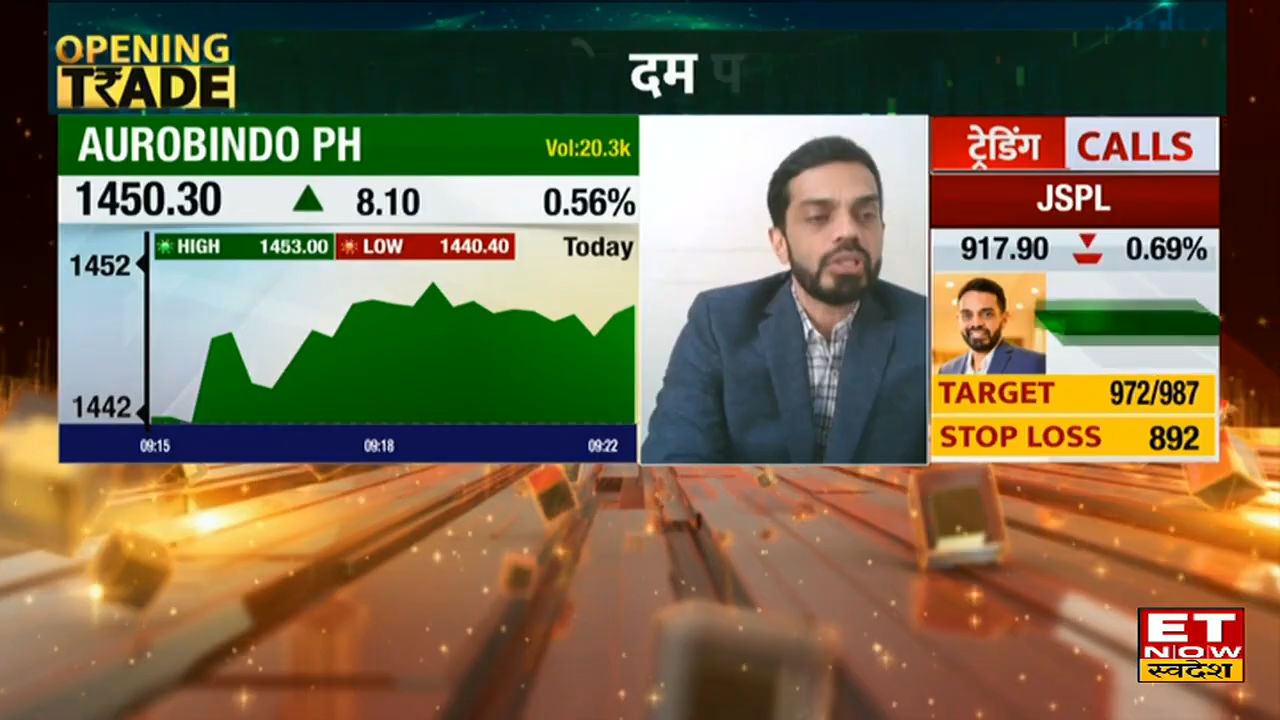 OPENING
TRADE
दम
AUROBINDO PH
Vol:20.3k
1450.30 8.10 0.56%
HIGH 1453.00 LOW 1440.40 Today
1452
1442
09:15 09:18 09:22
ट्रेडिंग CALLS
JSPL
917.90 0.69%
TARGET 972/987
STOP LOSS 892
ET
NOW
स्वदेश